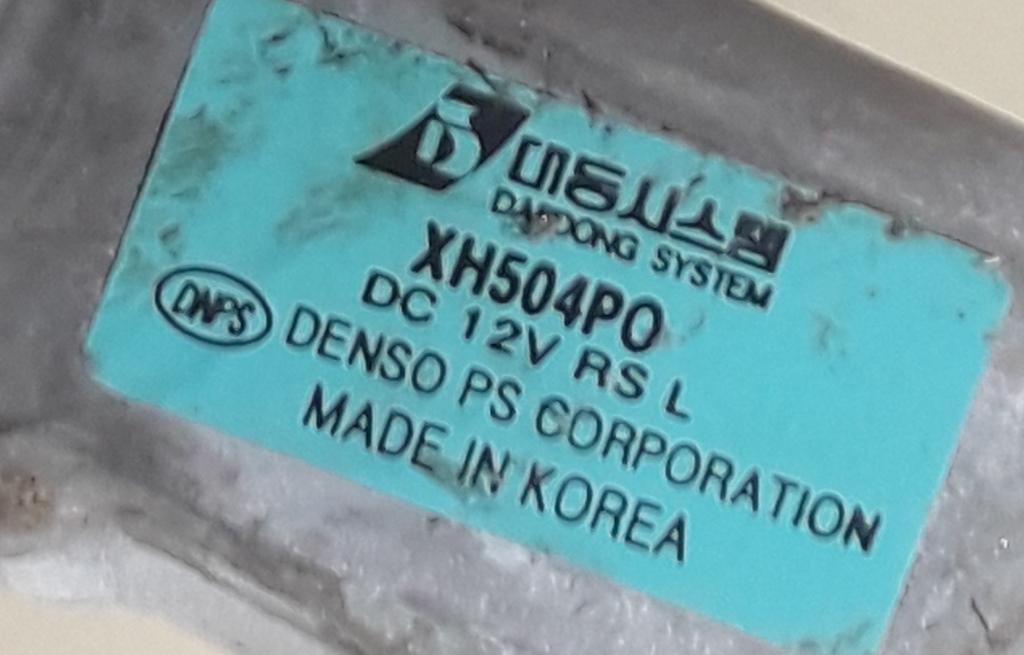 대동시스템
DAEDONG SYSTEM
XH504PO
DC 12V RS L
DNPS DENSO PS CORPORATION
MADE IN KOREA